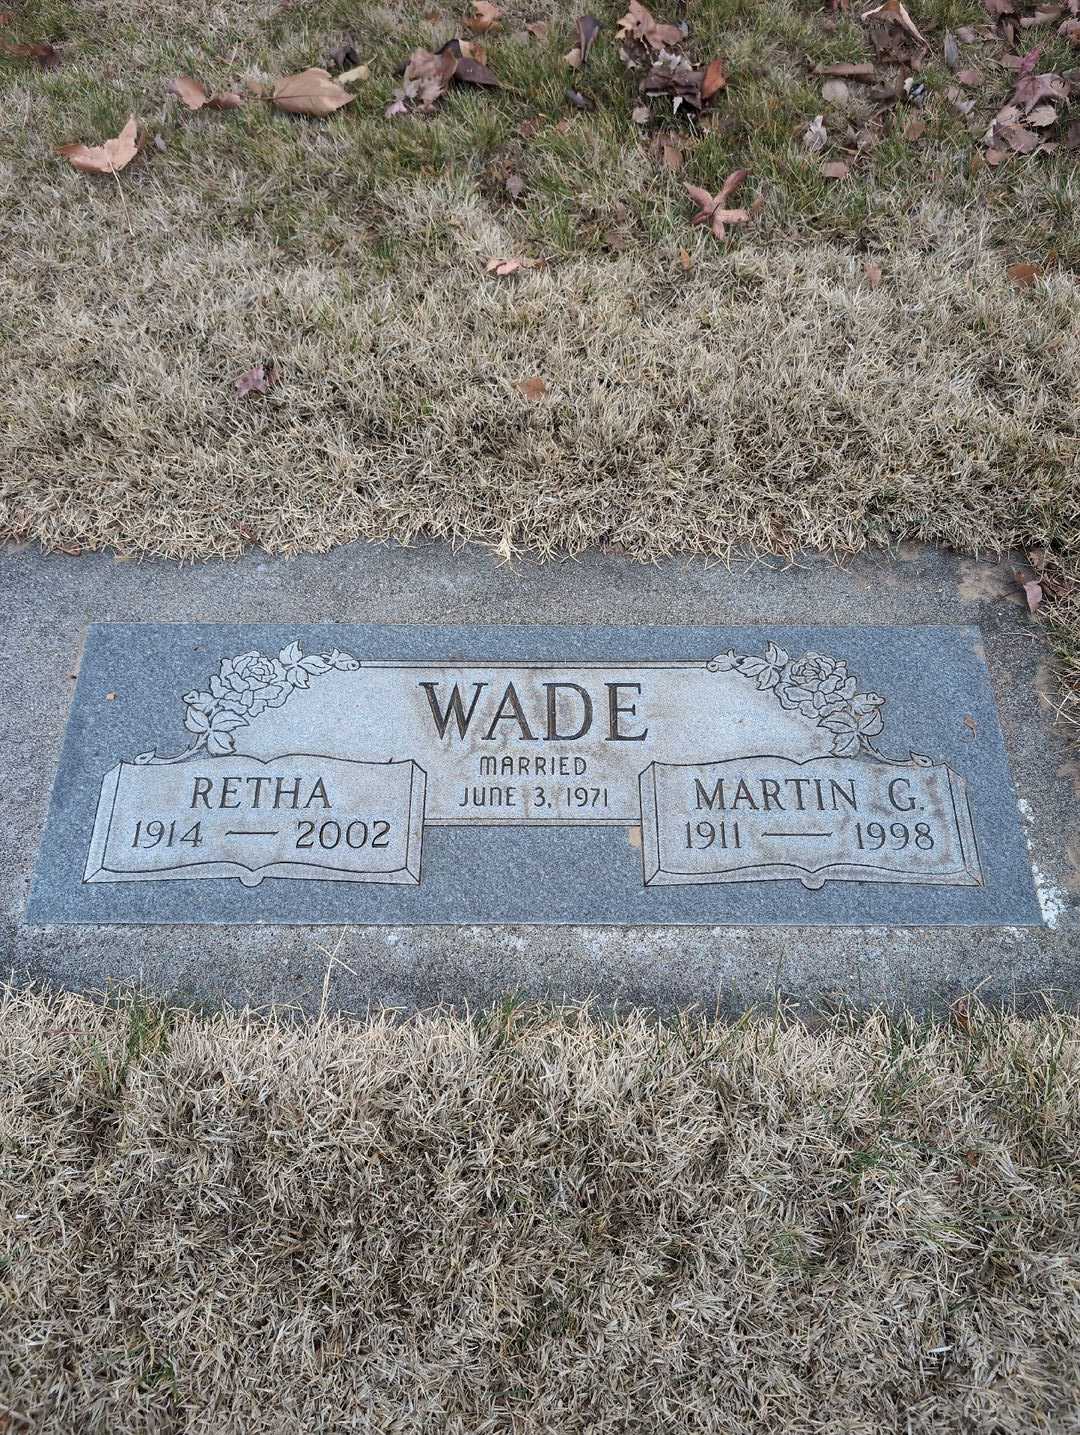 WADE
MARRIED
JUNE 3, 1971
RETHA
1914 — 2002
MARTIN G.
1911 — 1998